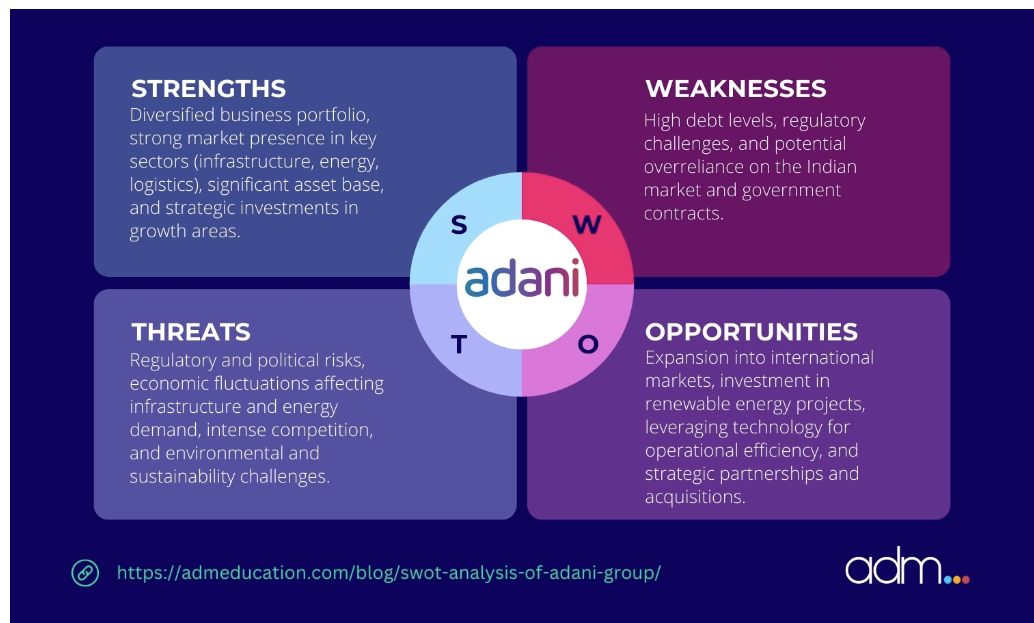 STRENGTHS
Diversified business portfolio,
strong market presence in key
sectors (infrastructure, energy,
logistics), significant asset base,
and strategic investments in
growth areas.
WEAKNESSES
High debt levels, regulatory
challenges, and potential
overreliance on the Indian
market and government
contracts.
S
W
adani
T
O
THREATS
Regulatory and political risks,
economic fluctuations affecting
infrastructure and energy
demand, intense competition,
and environmental and
sustainability challenges.
OPPORTUNITIES
Expansion into international
markets, investment in
renewable energy projects,
leveraging technology for
operational efficiency, and
strategic partnerships and
acquisitions.
https://admeducation.com/blog/swot-analysis-of-adani-group/
adm...